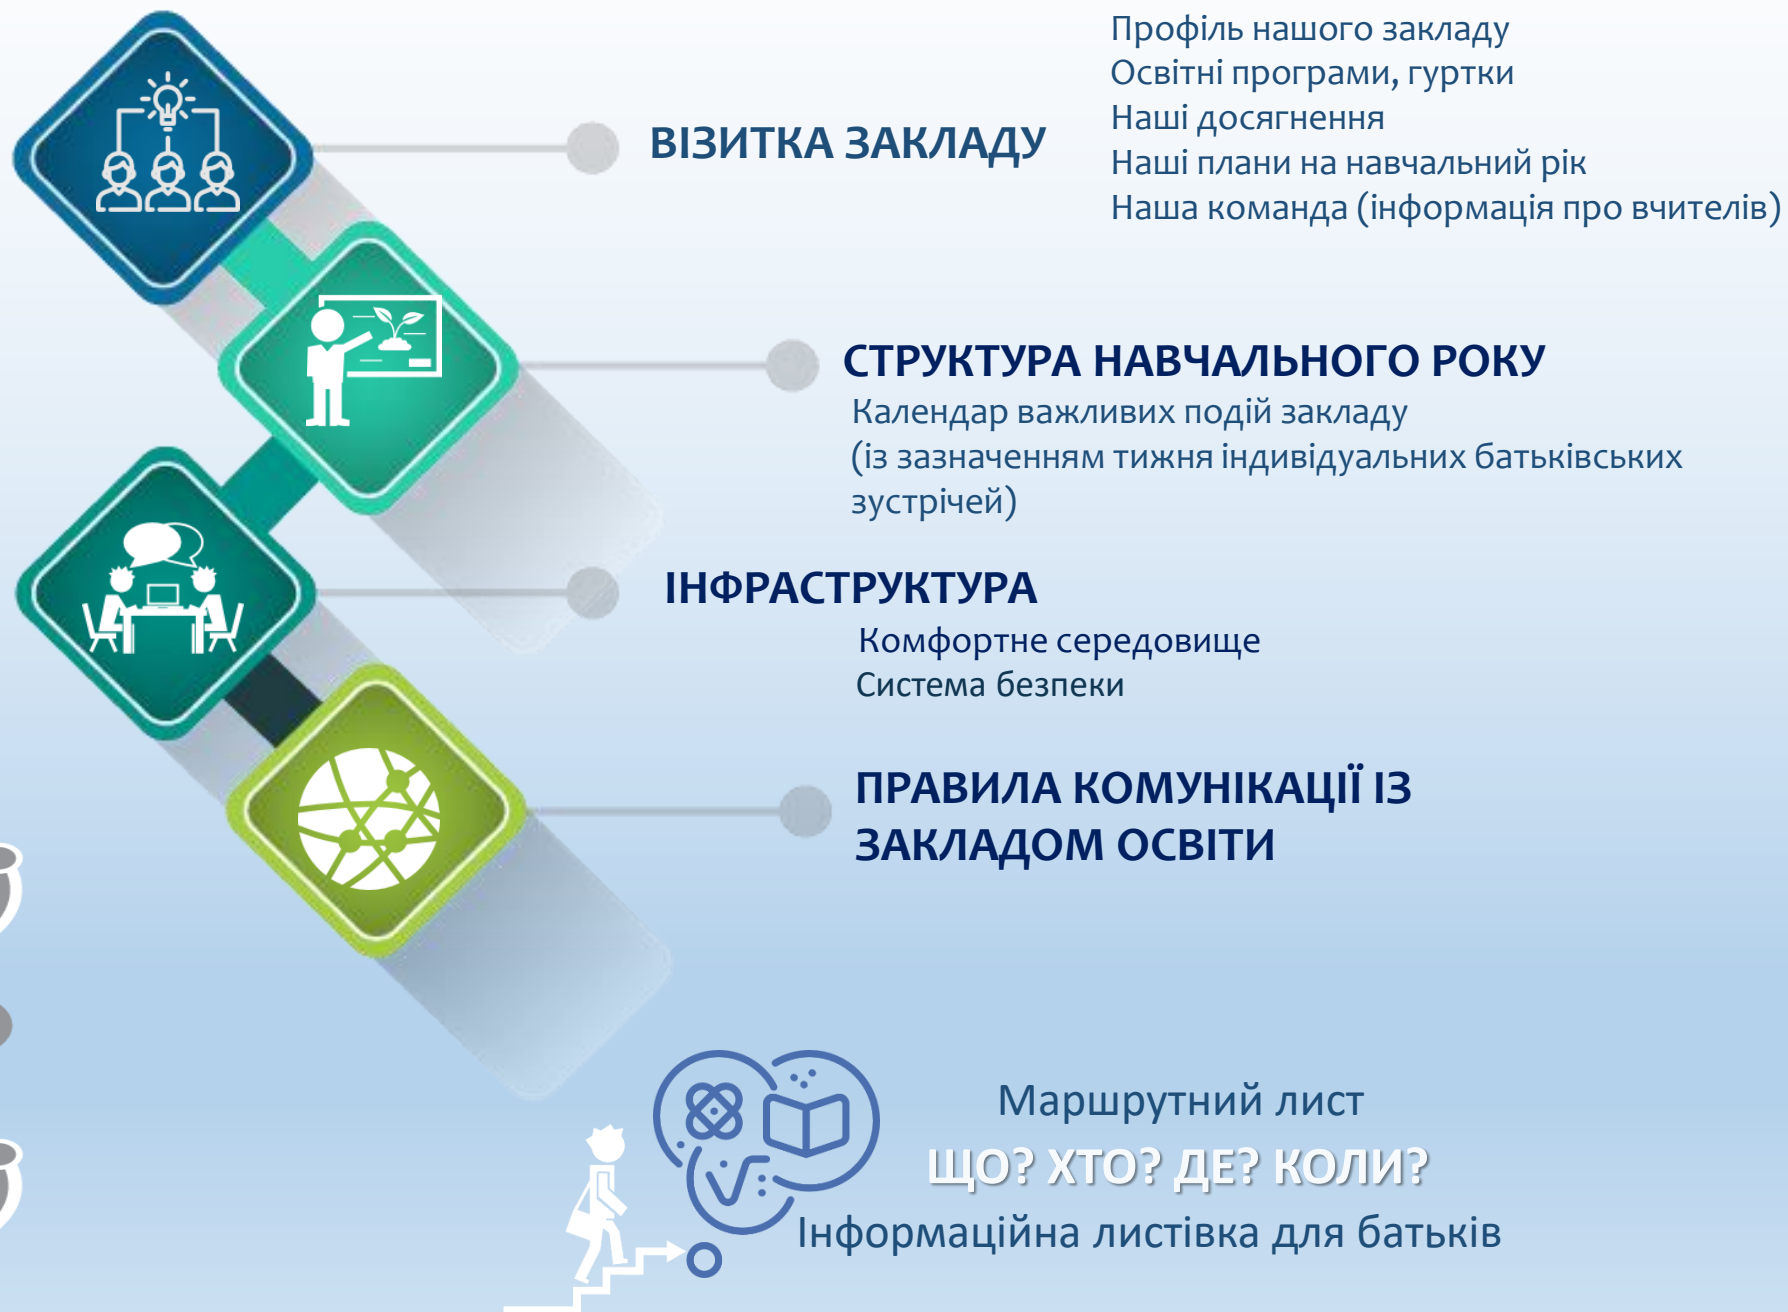 ВІЗИТКА ЗАКЛАДУ
Профіль нашого закладу
Освітні програми, гуртки
Наші досягнення
Наші плани на навчальний рік
Наша команда (інформація про вчителів)
СТРУКТУРА НАВЧАЛЬНОГО РОКУ
Календар важливих подій закладу
(із зазначенням тижня індивідуальних батьківських
зустрічей)
ІНФРАСТРУКТУРА
Комфортне середовище
Система безпеки
ПРАВИЛА КОМУНІКАЦІЇ ІЗ
ЗАКЛАДОМ ОСВІТИ
Маршрутний лист
ЩО? ХТО? ДЕ? КОЛИ?
Інформаційна листівка для батьків